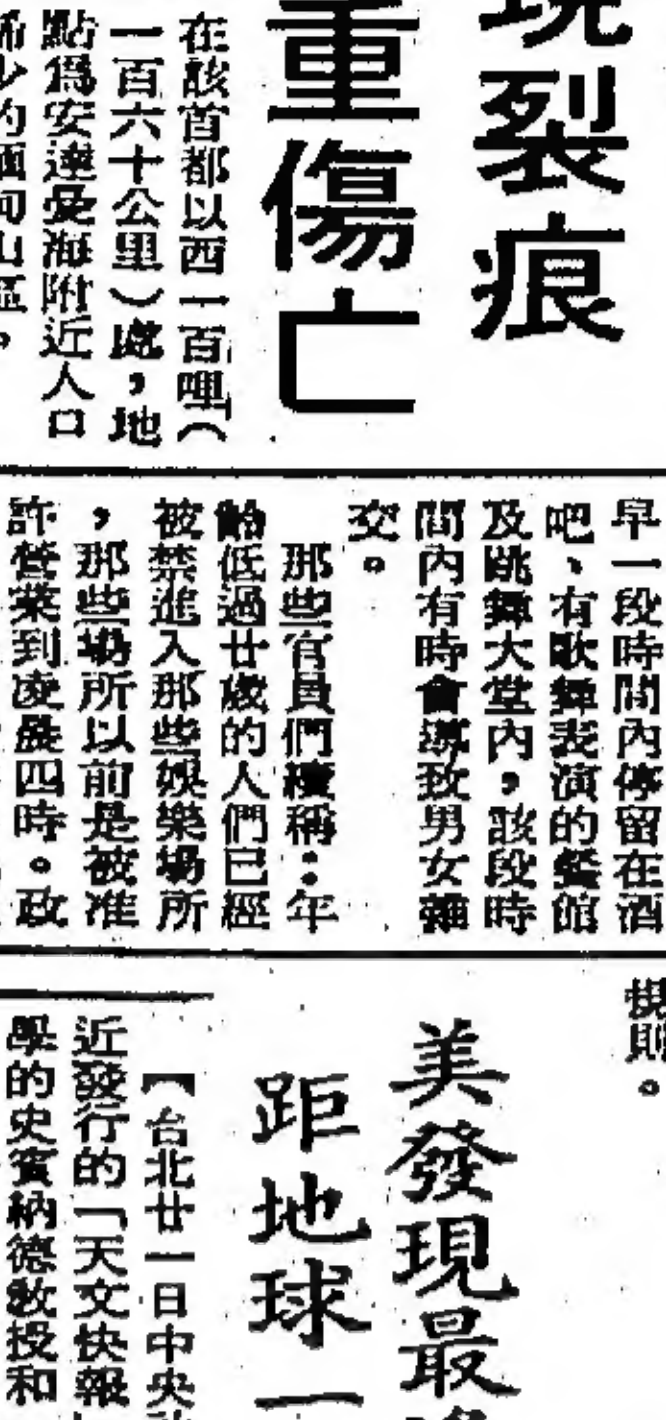 現裂痕
重傷亡
在該首都以西一百哩(
一百六十公里)處,地
點爲安達曼海附近人口
稀少的緬甸山區,
早一段時間內停留在酒
吧、有歌舞表演的餐館
及跳舞大堂內,該段時
間內有時會導致男女雜
交。
那些官員們續稱:年
齡低過廿歲的人們已經
被禁進入那些娛樂場所
,那些場所以前是被准
許營業到凌晨四時。政
規則。
美發現最
距地球一
【台北廿一日中央
近發行的「天文快報
學的史賓納德敎授和